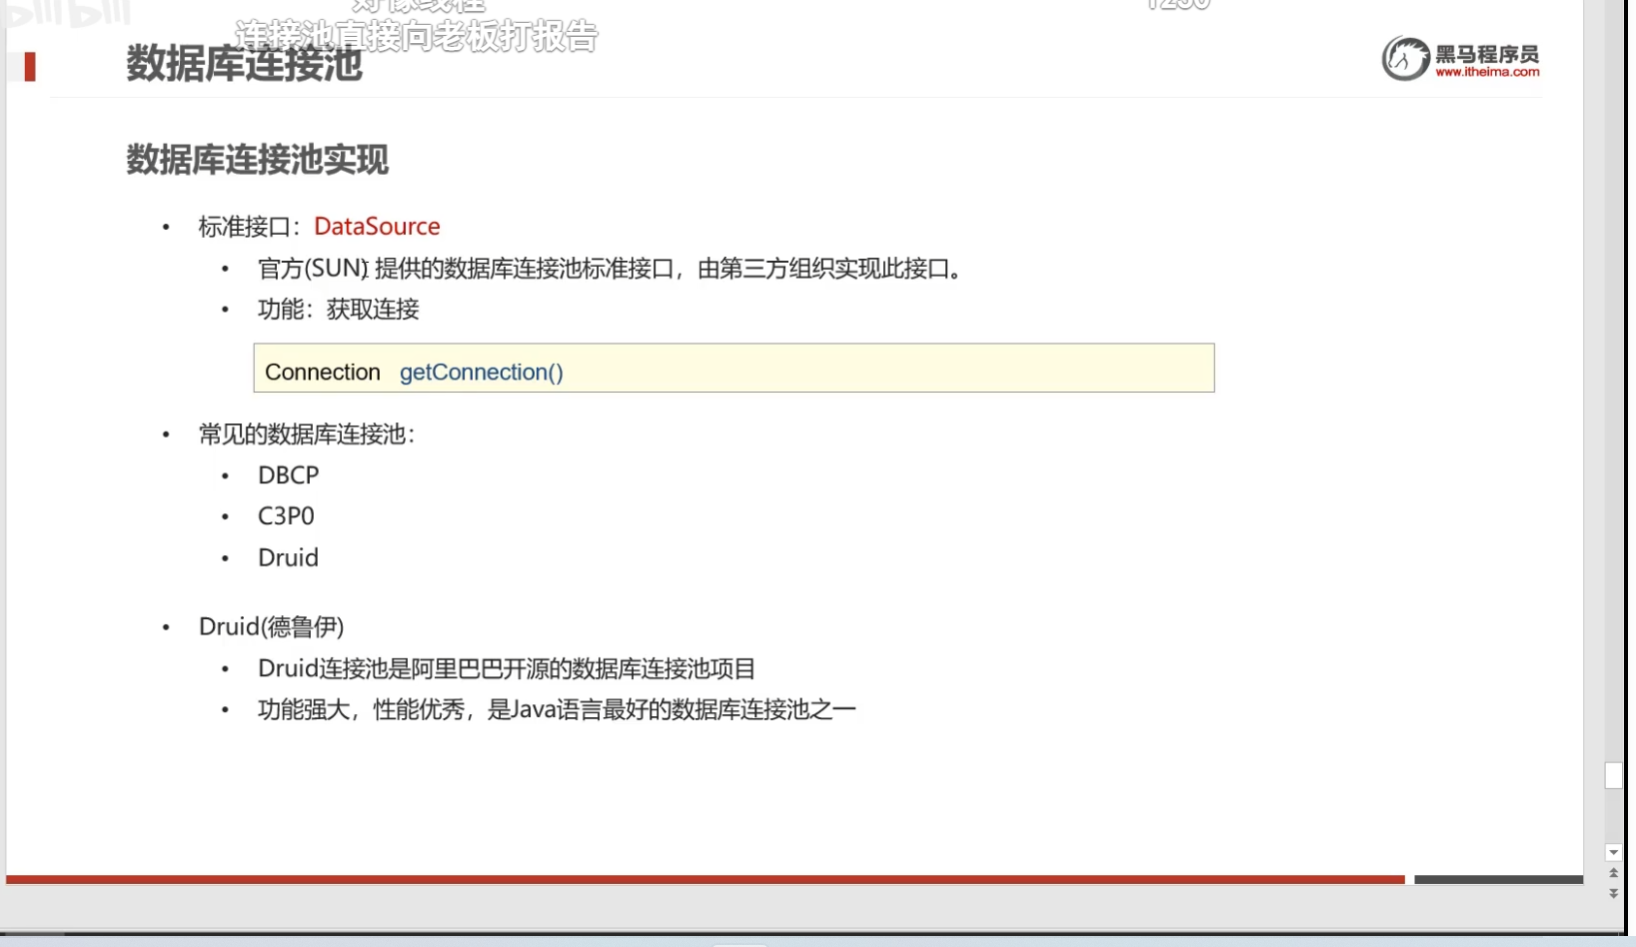 连接池直接向老板打报告
数据库连接池
黑马程序员
www.itheima.com
数据库连接池实现
• 标准接口：DataSource
• 官方(SUN) 提供的数据库连接池标准接口，由第三方组织实现此接口。
• 功能：获取连接
Connection getConnection()
• 常见的数据库连接池：
• DBCP
• C3P0
• Druid
• Druid(德鲁伊)
• Druid连接池是阿里巴巴开源的数据库连接池项目
• 功能强大，性能优秀，是Java语言最好的数据库连接池之一